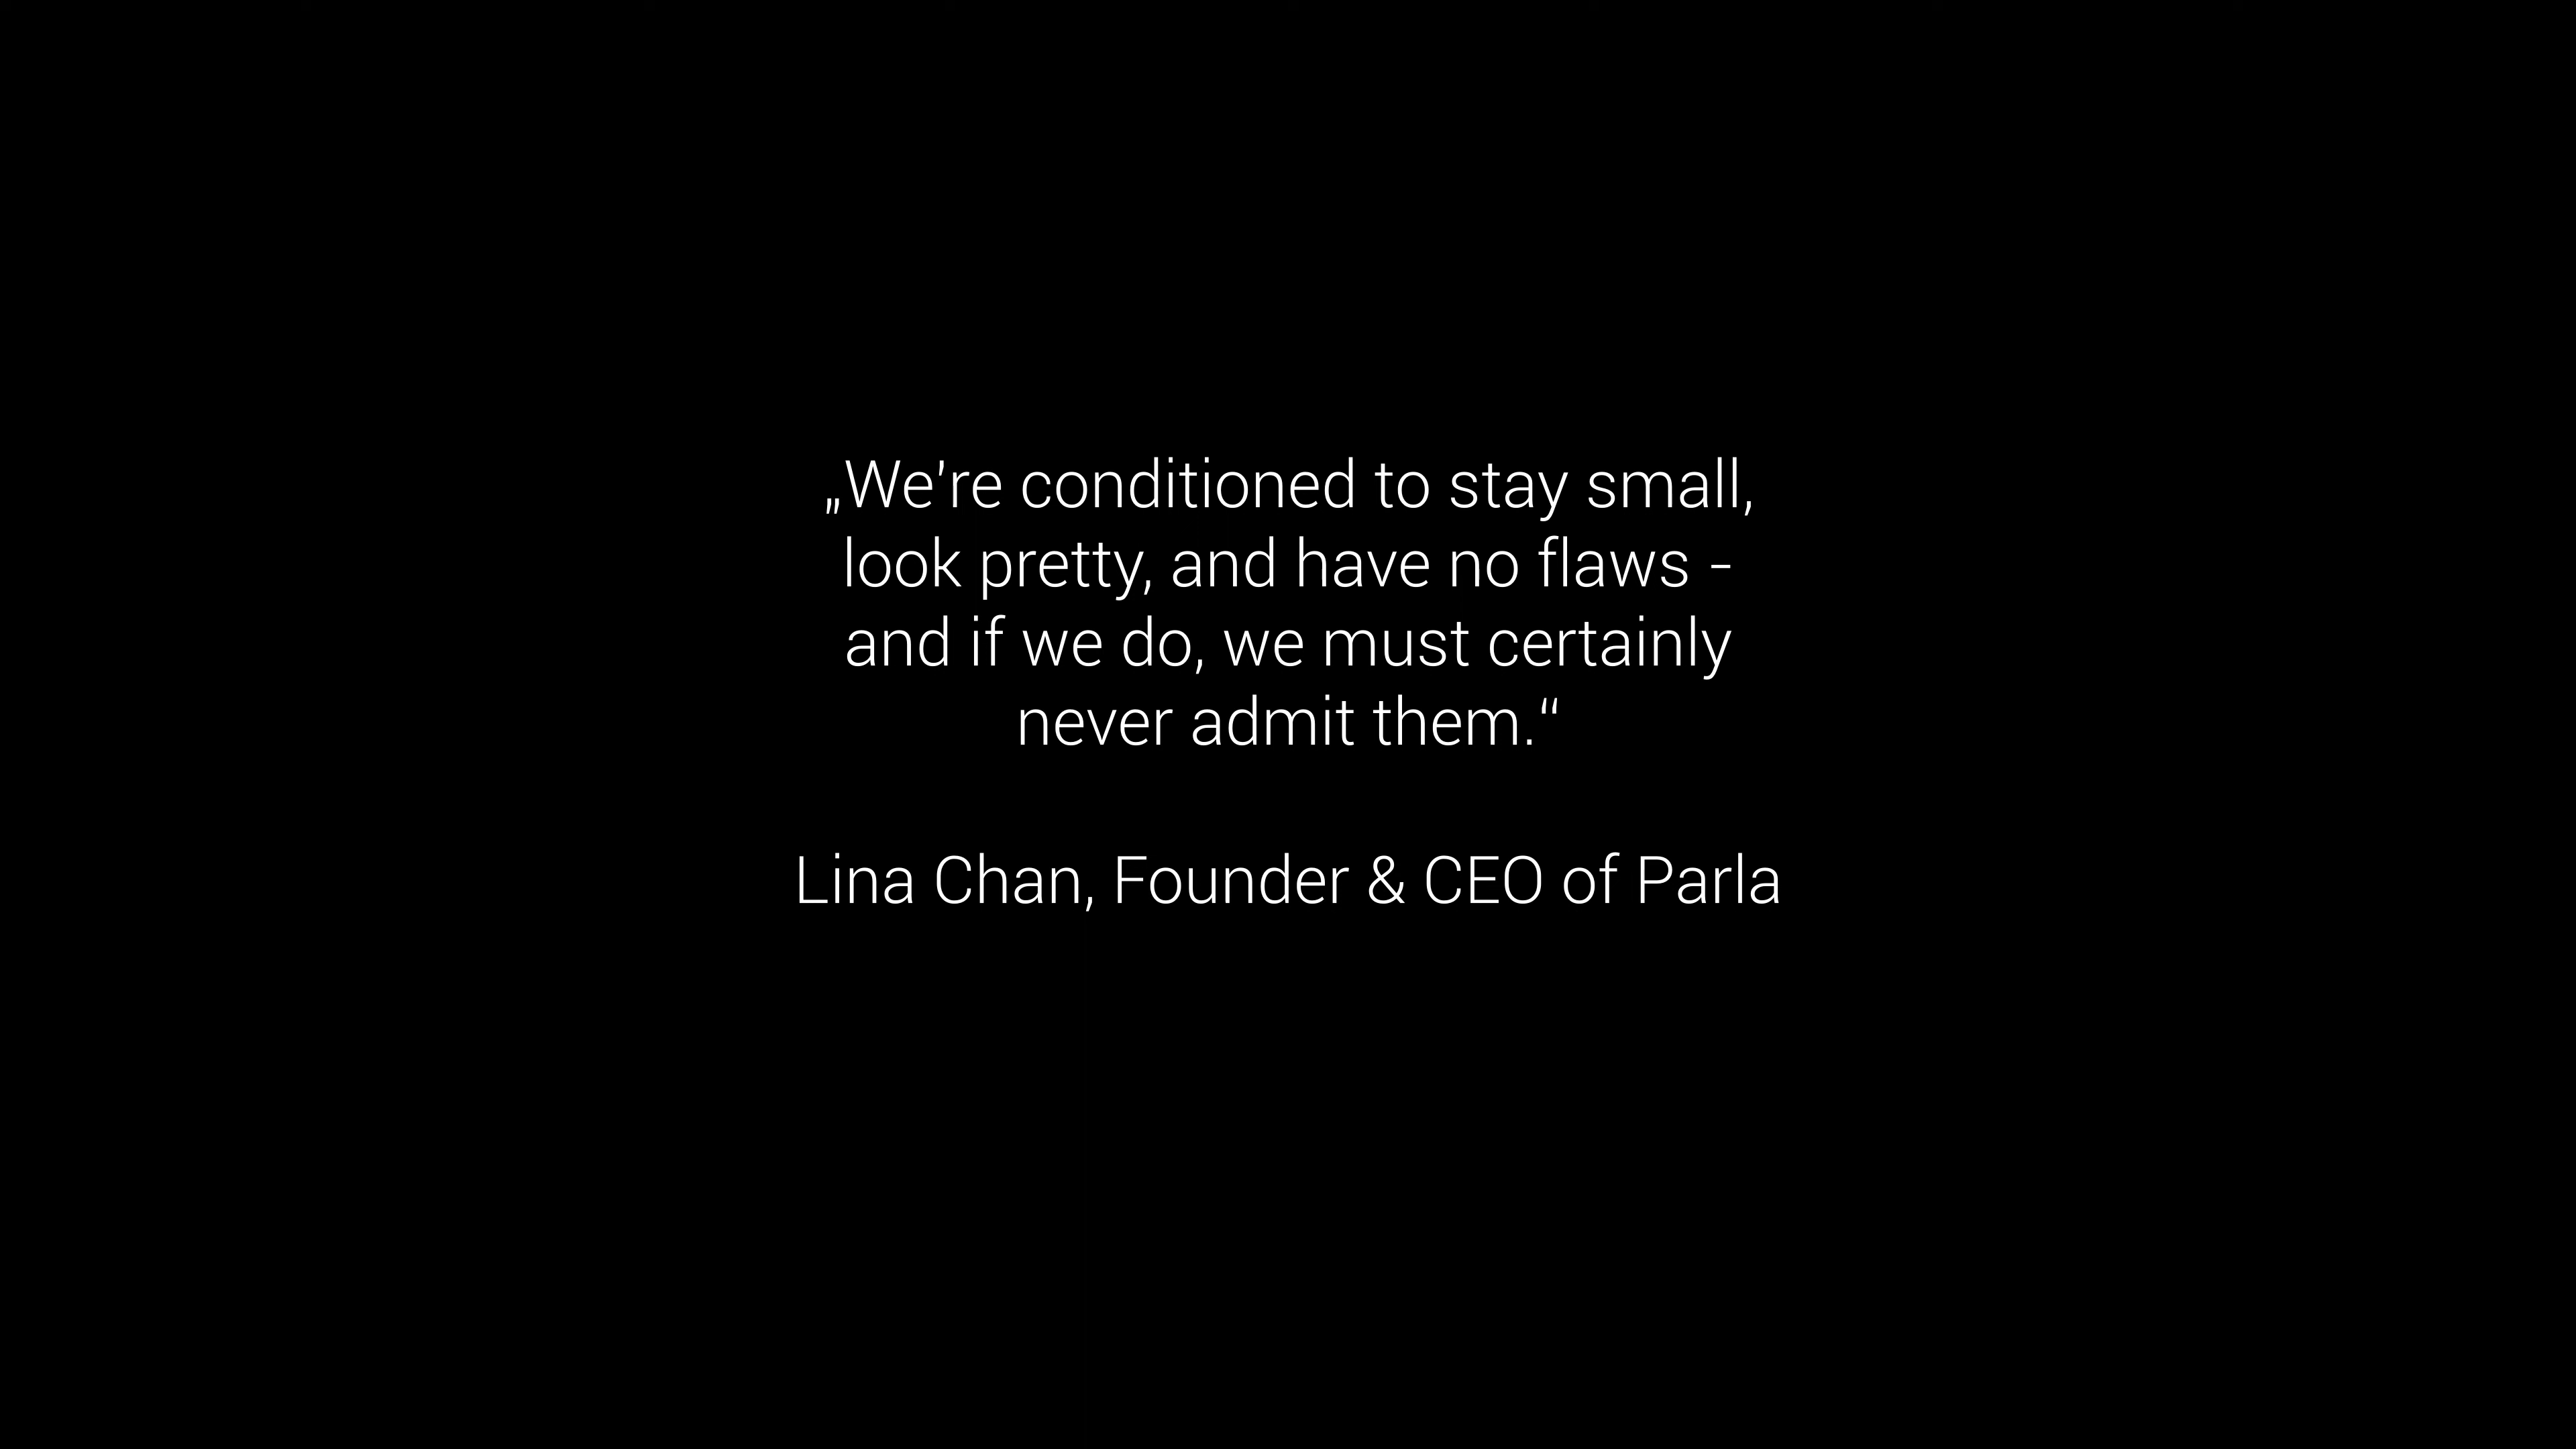 „We're conditioned to stay small,
look pretty, and have no flaws -
and if we do, we must certainly
never admit them.“
Lina Chan, Founder & CEO of Parla